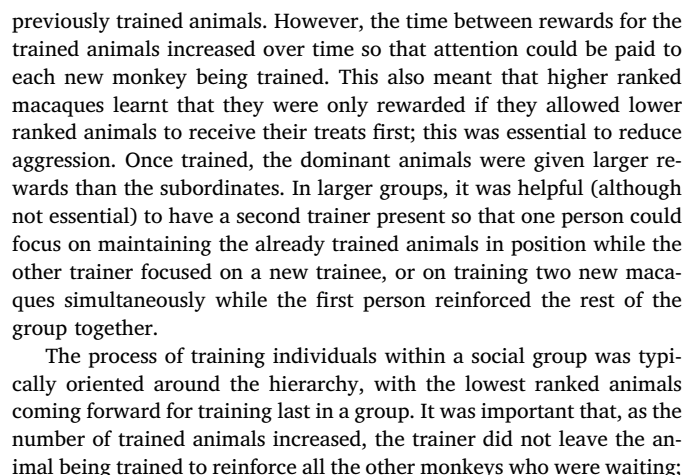 previously trained animals. However, the time between rewards for the
trained animals increased over time so that attention could be paid to
each new monkey being trained. This also meant that higher ranked
macaques learnt that they were only rewarded if they allowed lower
ranked animals to receive their treats first; this was essential to reduce
aggression. Once trained, the dominant animals were given larger re-
wards than the subordinates. In larger groups, it was helpful (although
not essential) to have a second trainer present so that one person could
focus on maintaining the already trained animals in position while the
other trainer focused on a new trainee, or on training two new maca-
ques simultaneously while the first person reinforced the rest of the
group together.
The process of training individuals within a social group was typi-
cally oriented around the hierarchy, with the lowest ranked animals
coming forward for training last in a group. It was important that, as the
number of trained animals increased, the trainer did not leave the an-
imal being trained to reinforce all the other monkeys who were waiting;